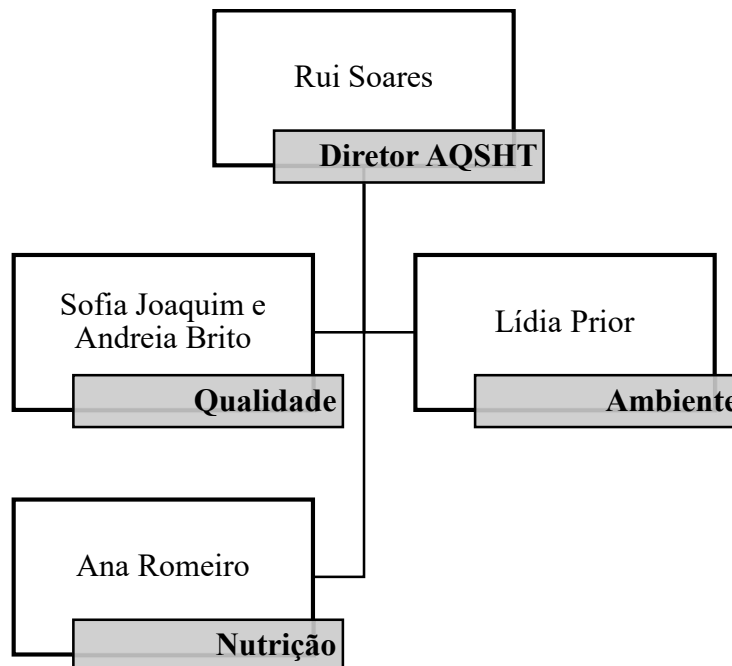 Rui Soares
Diretor AQSHT
Sofia Joaquim e
Andreia Brito
Qualidade
Lídia Prior
Ambiente
Ana Romeiro
Nutrição